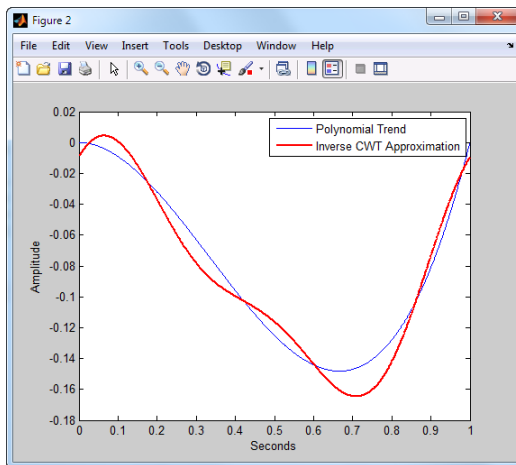 Figure 2
File Edit View Insert Tools Desktop Window Help
0.02
0
-0.02
-0.04
-0.06
-0.08
-0.1
-0.12
-0.14
-0.16
-0.18
Amplitude
Polynomial Trend
Inverse CWT Approximation
0 0.1 0.2 0.3 0.4 0.5 0.6 0.7 0.8 0.9 1
Seconds